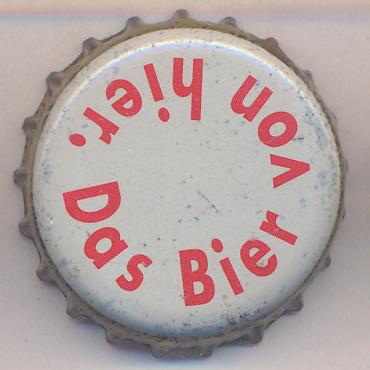 Das Bier von hier.